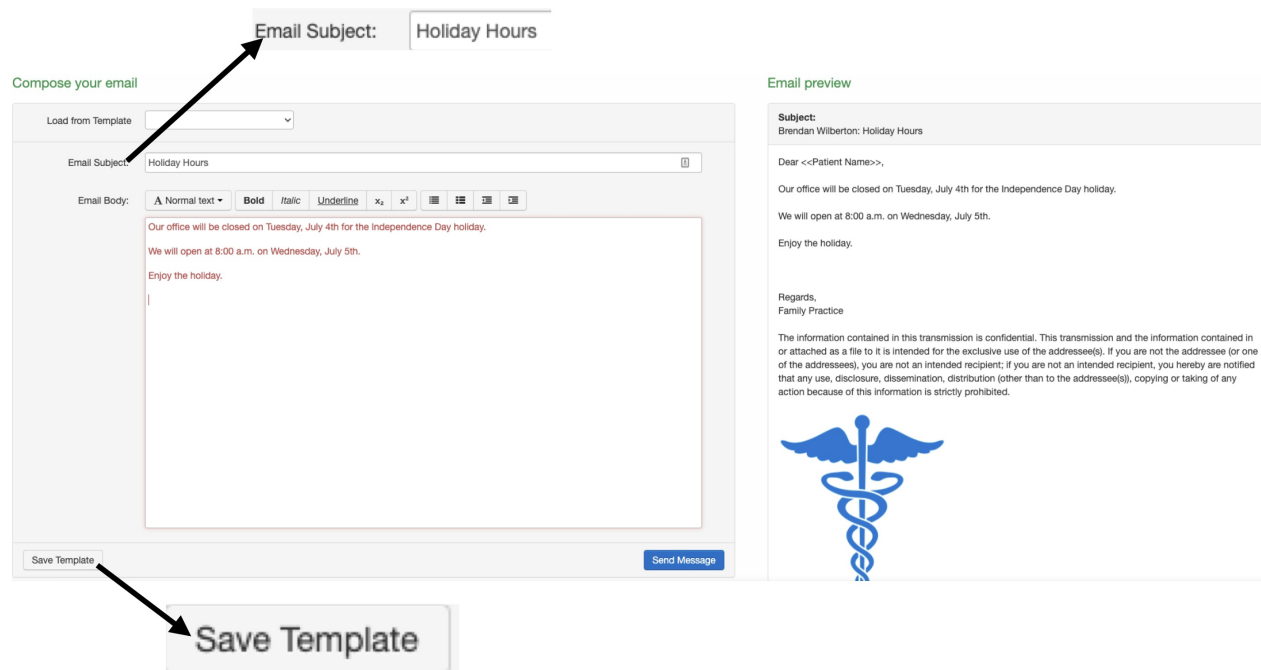 Email Subject: Holiday Hours
Compose your email
Load from Template
Email Subject: Holiday Hours
Email Body: A Normal text Bold Italic Underline x₂ x²
Our office will be closed on Tuesday, July 4th for the Independence Day holiday.
We will open at 8:00 a.m. on Wednesday, July 5th.
Enjoy the holiday.
Save Template Send Message
Save Template
Email preview
Subject:
Brendan Wilberton: Holiday Hours
Dear <<Patient Name>>,
Our office will be closed on Tuesday, July 4th for the Independence Day holiday.
We will open at 8:00 a.m. on Wednesday, July 5th.
Enjoy the holiday.
Regards,
Family Practice
The information contained in this transmission is confidential. This transmission and the information contained in
or attached as a file to it is intended for the exclusive use of the addressee(s). If you are not the addressee (or one
of the addressees), you are not an intended recipient; if you are not an intended recipient, you hereby are notified
that any use, disclosure, dissemination, distribution (other than to the addressee(s)), copying or taking of any
action because of this information is strictly prohibited.